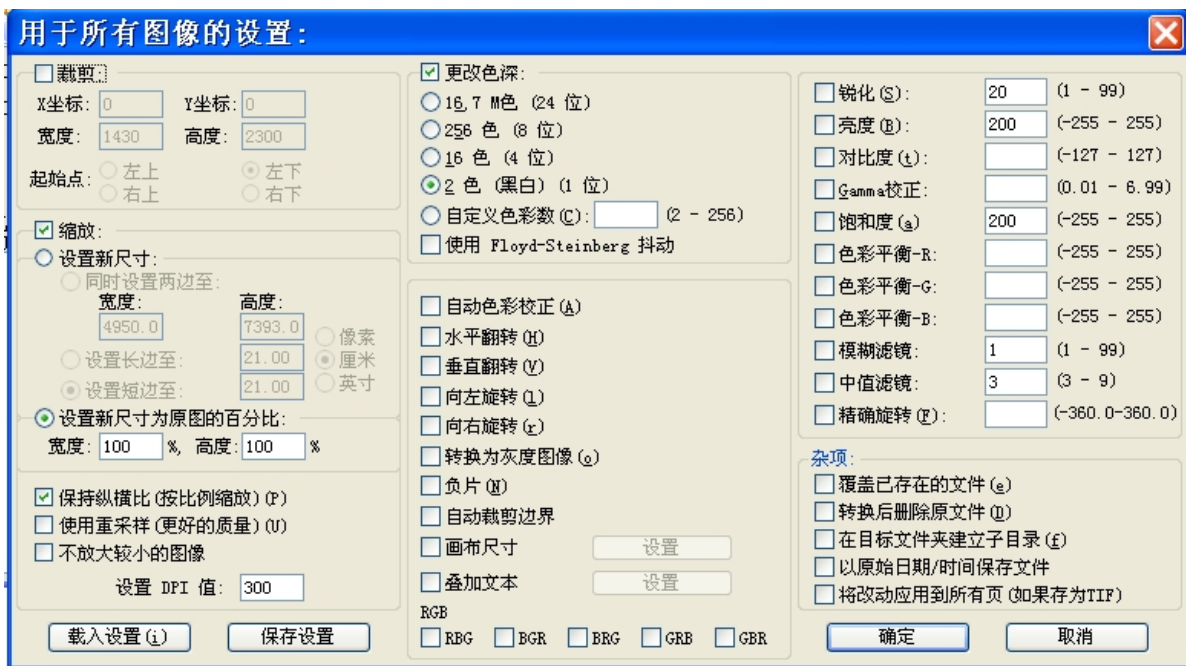 用于所有图像的设置:
裁剪:
X坐标: 0 Y坐标: 0
宽度: 1430 高度: 2300
起始点: 左上 左下
右上 右下
缩放:
设置新尺寸:
同时设置两边至:
宽度: 高度:
4950.0 7393.0 像素
设置长边至: 21.00 厘米
设置短边至: 21.00 英寸
设置新尺寸为原图的百分比:
宽度: 100 %, 高度: 100 %
保持纵横比(按比例缩放)(P)
使用重采样(更好的质量)(U)
不放大较小的图像
设置 DPI 值: 300
载入设置(i) 保存设置
更改色深:
16,7 M色 (24 位)
256 色 (8 位)
16 色 (4 位)
2 色 (黑白) (1 位)
自定义色彩数(C): (2 - 256)
使用 Floyd-Steinberg 抖动
自动色彩校正(A)
水平翻转(H)
垂直翻转(V)
向左旋转(l)
向右旋转(r)
转换为灰度图像(o)
负片(N)
自动裁剪边界
画布尺寸 设置
叠加文本 设置
RGB
RBG BGR BRG GRB GBR
锐化(S): 20 (1 - 99)
亮度(B): 200 (-255 - 255)
对比度(t): (-127 - 127)
Gamma校正: (0.01 - 6.99)
饱和度(a) 200 (-255 - 255)
色彩平衡-R: (-255 - 255)
色彩平衡-G: (-255 - 255)
色彩平衡-B: (-255 - 255)
模糊滤镜: 1 (1 - 99)
中值滤镜: 3 (3 - 9)
精确旋转(F): (-360.0-360.0)
杂项:
覆盖已存在的文件(e)
转换后删除原文件(D)
在目标文件夹建立子目录(f)
以原始日期/时间保存文件
将改动应用到所有页(如果存为TIF)
确定 取消